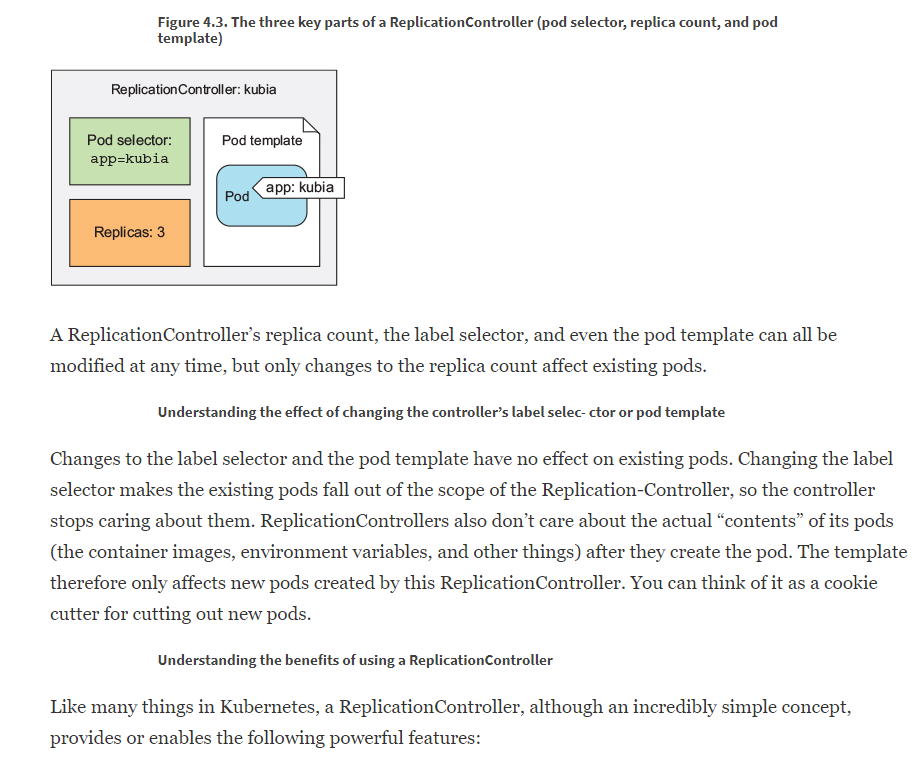 Figure 4.3. The three key parts of a ReplicationController (pod selector, replica count, and pod
template)
ReplicationController: kubia
Pod selector:
app=kubia
Pod template
Pod
app: kubia
Replicas: 3
A ReplicationController’s replica count, the label selector, and even the pod template can all be
modified at any time, but only changes to the replica count affect existing pods.
Understanding the effect of changing the controller’s label selec- ctor or pod template
Changes to the label selector and the pod template have no effect on existing pods. Changing the label
selector makes the existing pods fall out of the scope of the Replication-Controller, so the controller
stops caring about them. ReplicationControllers also don’t care about the actual “contents” of its pods
(the container images, environment variables, and other things) after they create the pod. The template
therefore only affects new pods created by this ReplicationController. You can think of it as a cookie
cutter for cutting out new pods.
Understanding the benefits of using a ReplicationController
Like many things in Kubernetes, a ReplicationController, although an incredibly simple concept,
provides or enables the following powerful features: